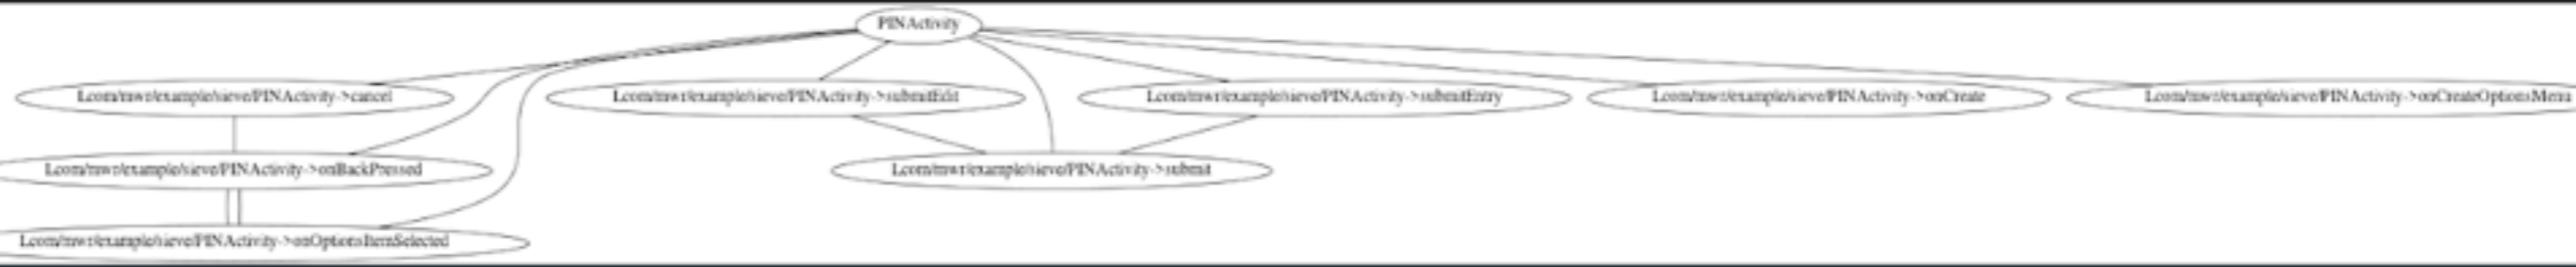 PINActivity
Lcom/mwr/example/sieve/PINActivity->cancel
Lcom/mwr/example/sieve/PINActivity->submitEdit
Lcom/mwr/example/sieve/PINActivity->submitEntry
Lcom/mwr/example/sieve/PINActivity->onCreate
Lcom/mwr/example/sieve/PINActivity->onCreateOptionsMenu
Lcom/mwr/example/sieve/PINActivity->onBackPressed
Lcom/mwr/example/sieve/PINActivity->submit
Lcom/mwr/example/sieve/PINActivity->onOptionsItemSelected